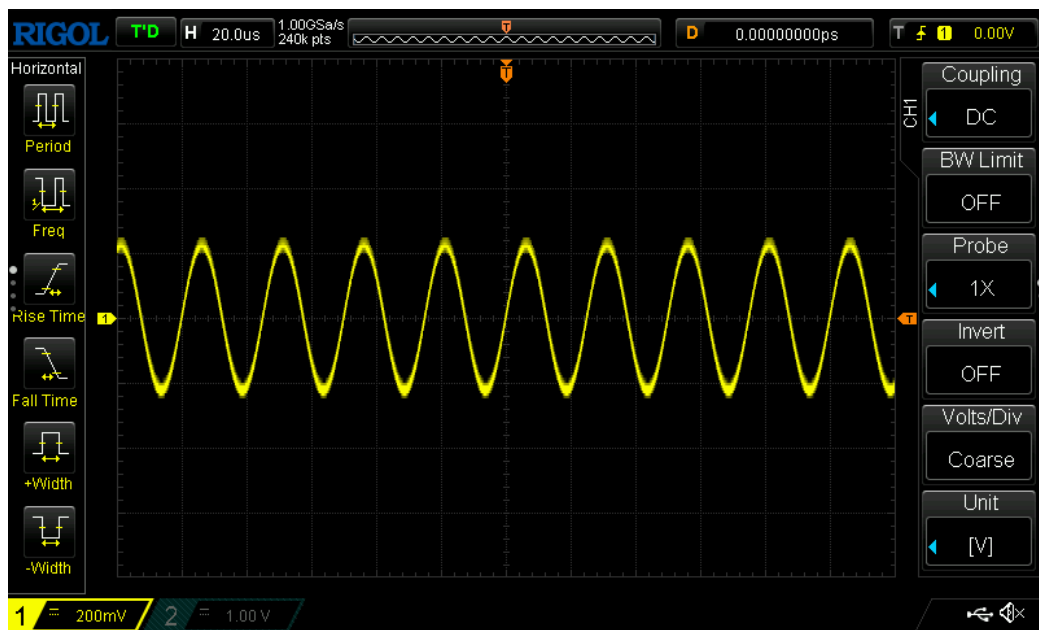 RIGOL T'D H 20.0us 1.00GSa/s 240k pts T D 0.00000000ps T 1 0.00V
Horizontal
Period
Freq
Rise Time
Fall Time
+Width
-Width
T
1
T
CH1
Coupling
DC
BW Limit
OFF
Probe
1X
Invert
OFF
Volts/Div
Coarse
Unit
[V]
1 200mV 2 1.00 V